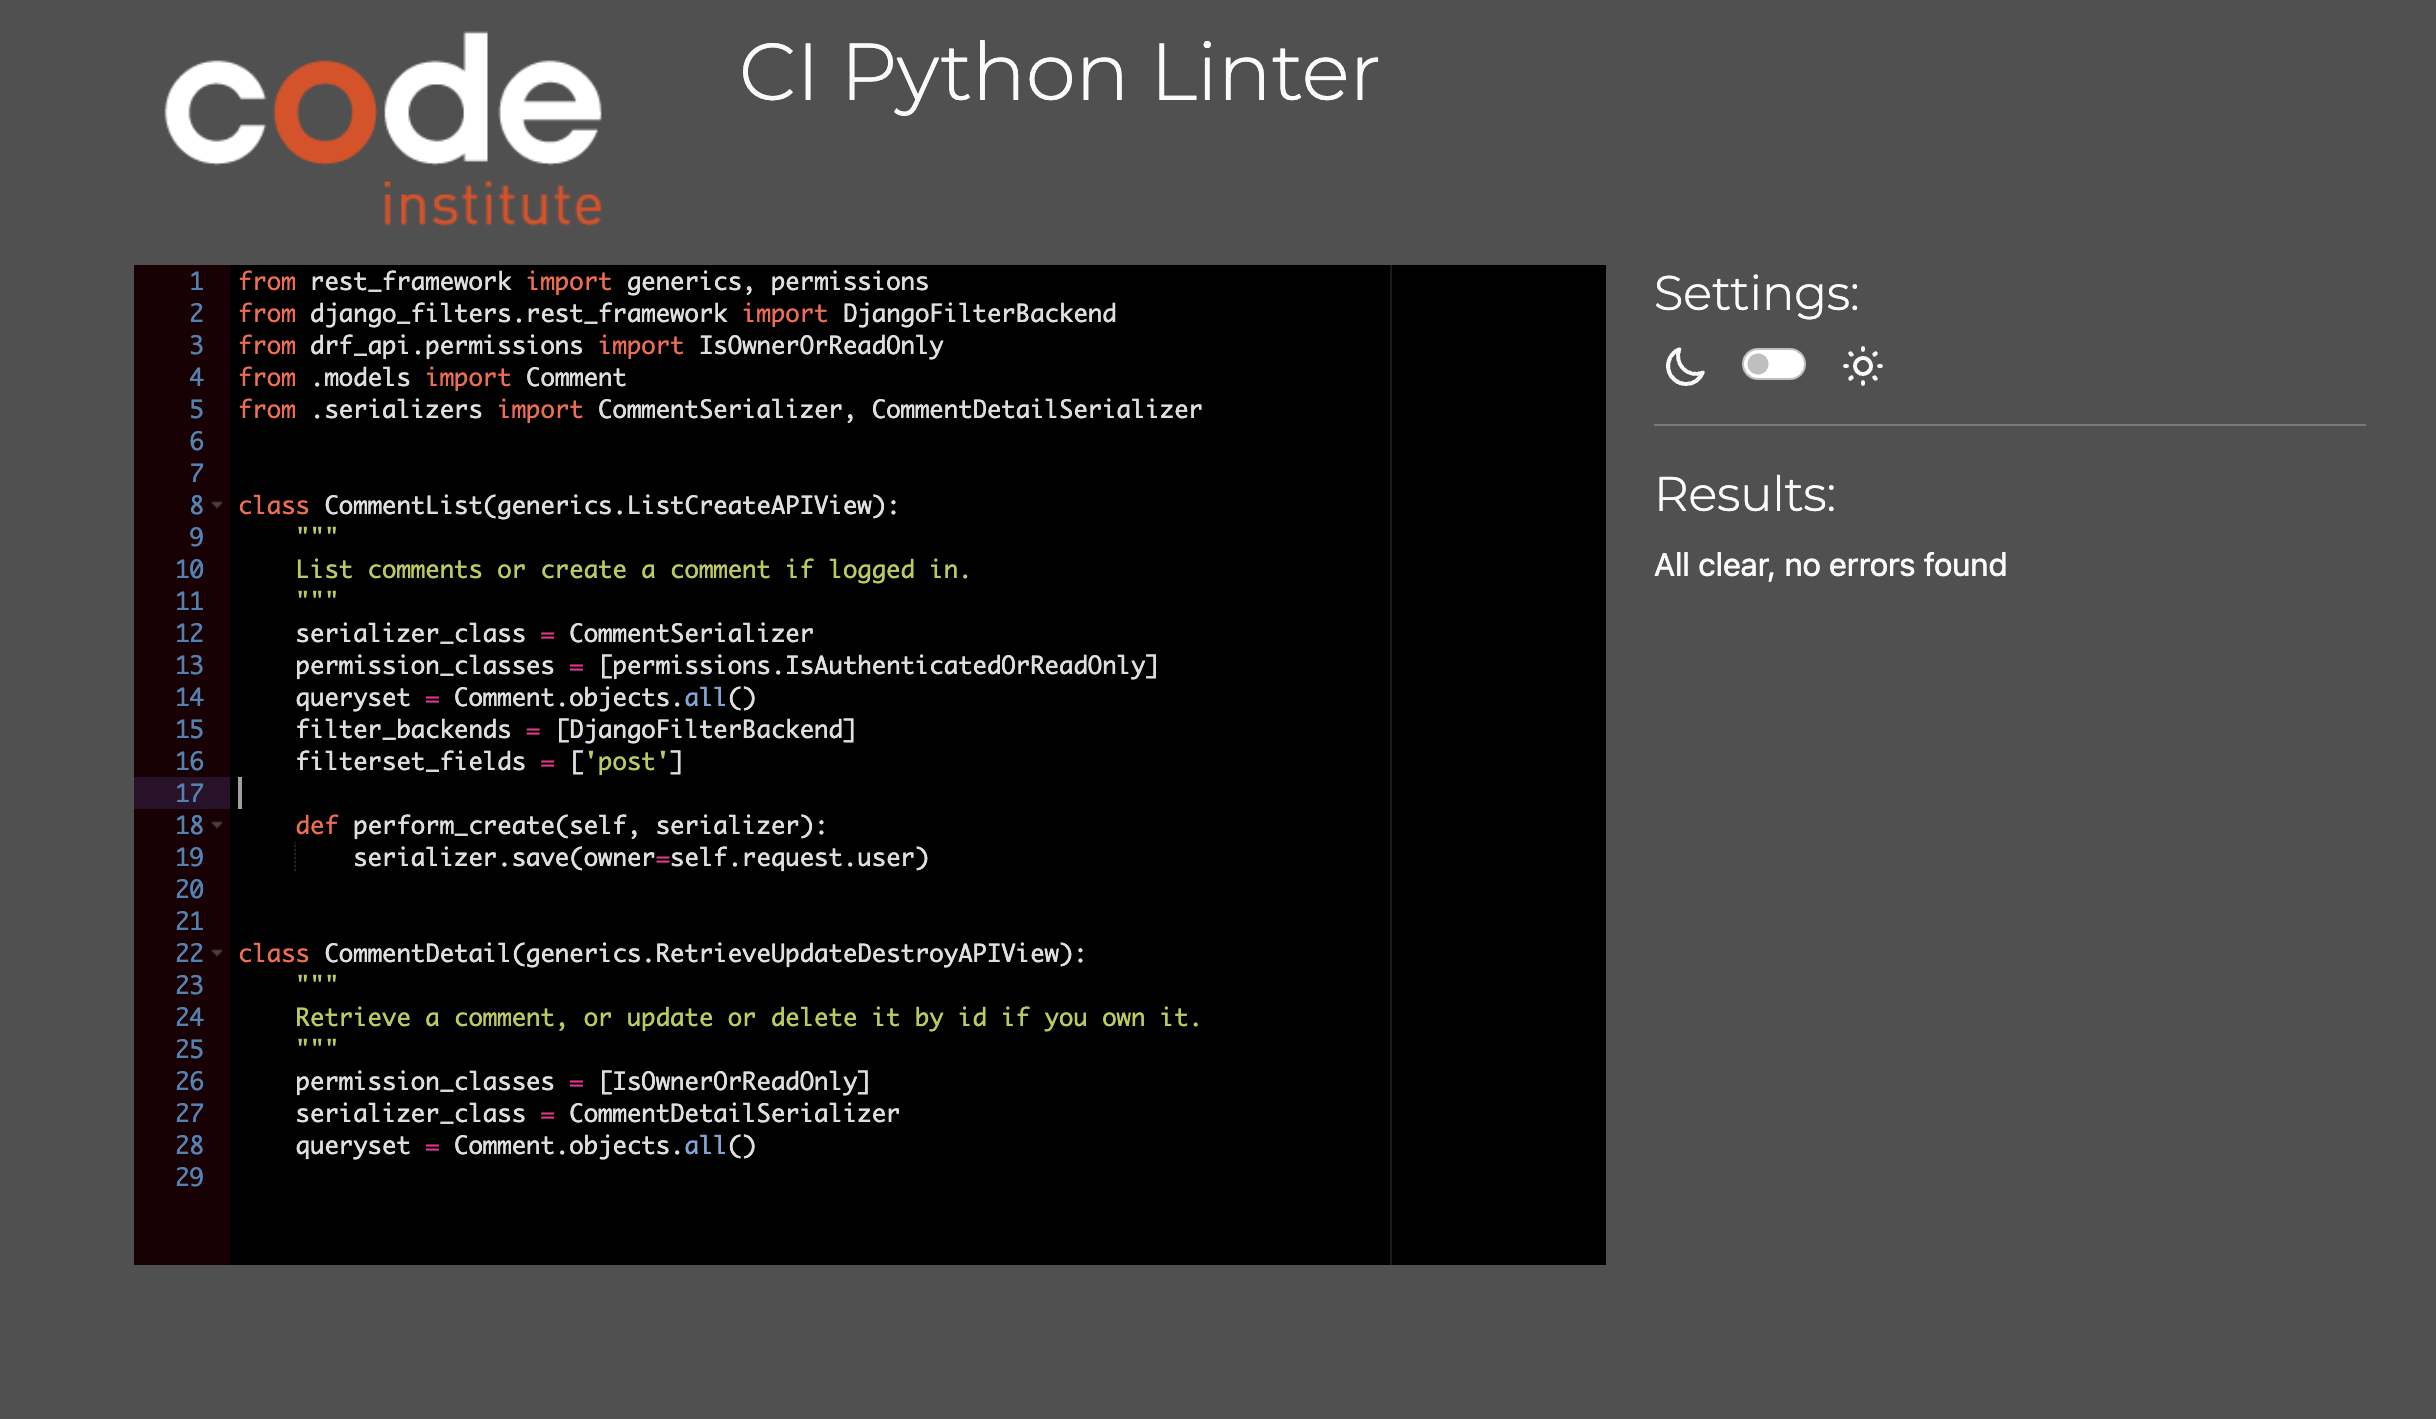 code
institute
CI Python Linter
1 from rest_framework import generics, permissions
2 from django_filters.rest_framework import DjangoFilterBackend
3 from drf_api.permissions import IsOwnerOrReadOnly
4 from .models import Comment
5 from .serializers import CommentSerializer, CommentDetailSerializer
6
7
8 class CommentList(generics.ListCreateAPIView):
9     """
10     List comments or create a comment if logged in.
11     """
12     serializer_class = CommentSerializer
13     permission_classes = [permissions.IsAuthenticatedOrReadOnly]
14     queryset = Comment.objects.all()
15     filter_backends = [DjangoFilterBackend]
16     filterset_fields = ['post']
17
18     def perform_create(self, serializer):
19         serializer.save(owner=self.request.user)
20
21
22 class CommentDetail(generics.RetrieveUpdateDestroyAPIView):
23     """
24     Retrieve a comment, or update or delete it by id if you own it.
25     """
26     permission_classes = [IsOwnerOrReadOnly]
27     serializer_class = CommentDetailSerializer
28     queryset = Comment.objects.all()
29
Settings:
Results:
All clear, no errors found